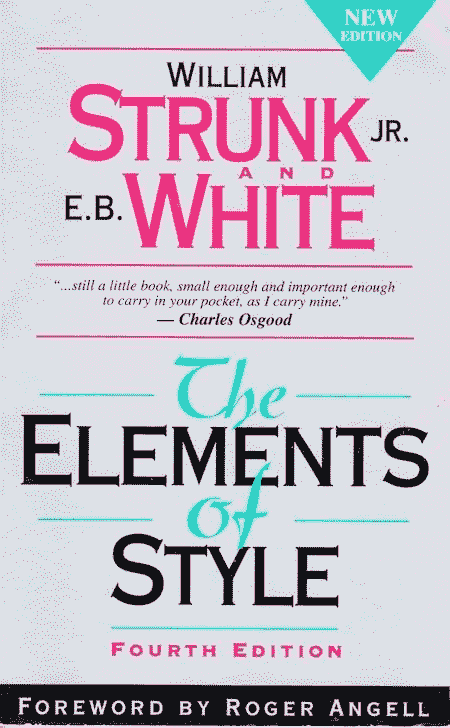 NEW
EDITION
WILLIAM
STRUNK JR.
AND
E.B. WHITE
“...still a little book, small enough and important enough
to carry in your pocket, as I carry mine.”
— Charles Osgood
The
ELEMENTS
of
STYLE
FOURTH EDITION
FOREWORD BY ROGER ANGELL